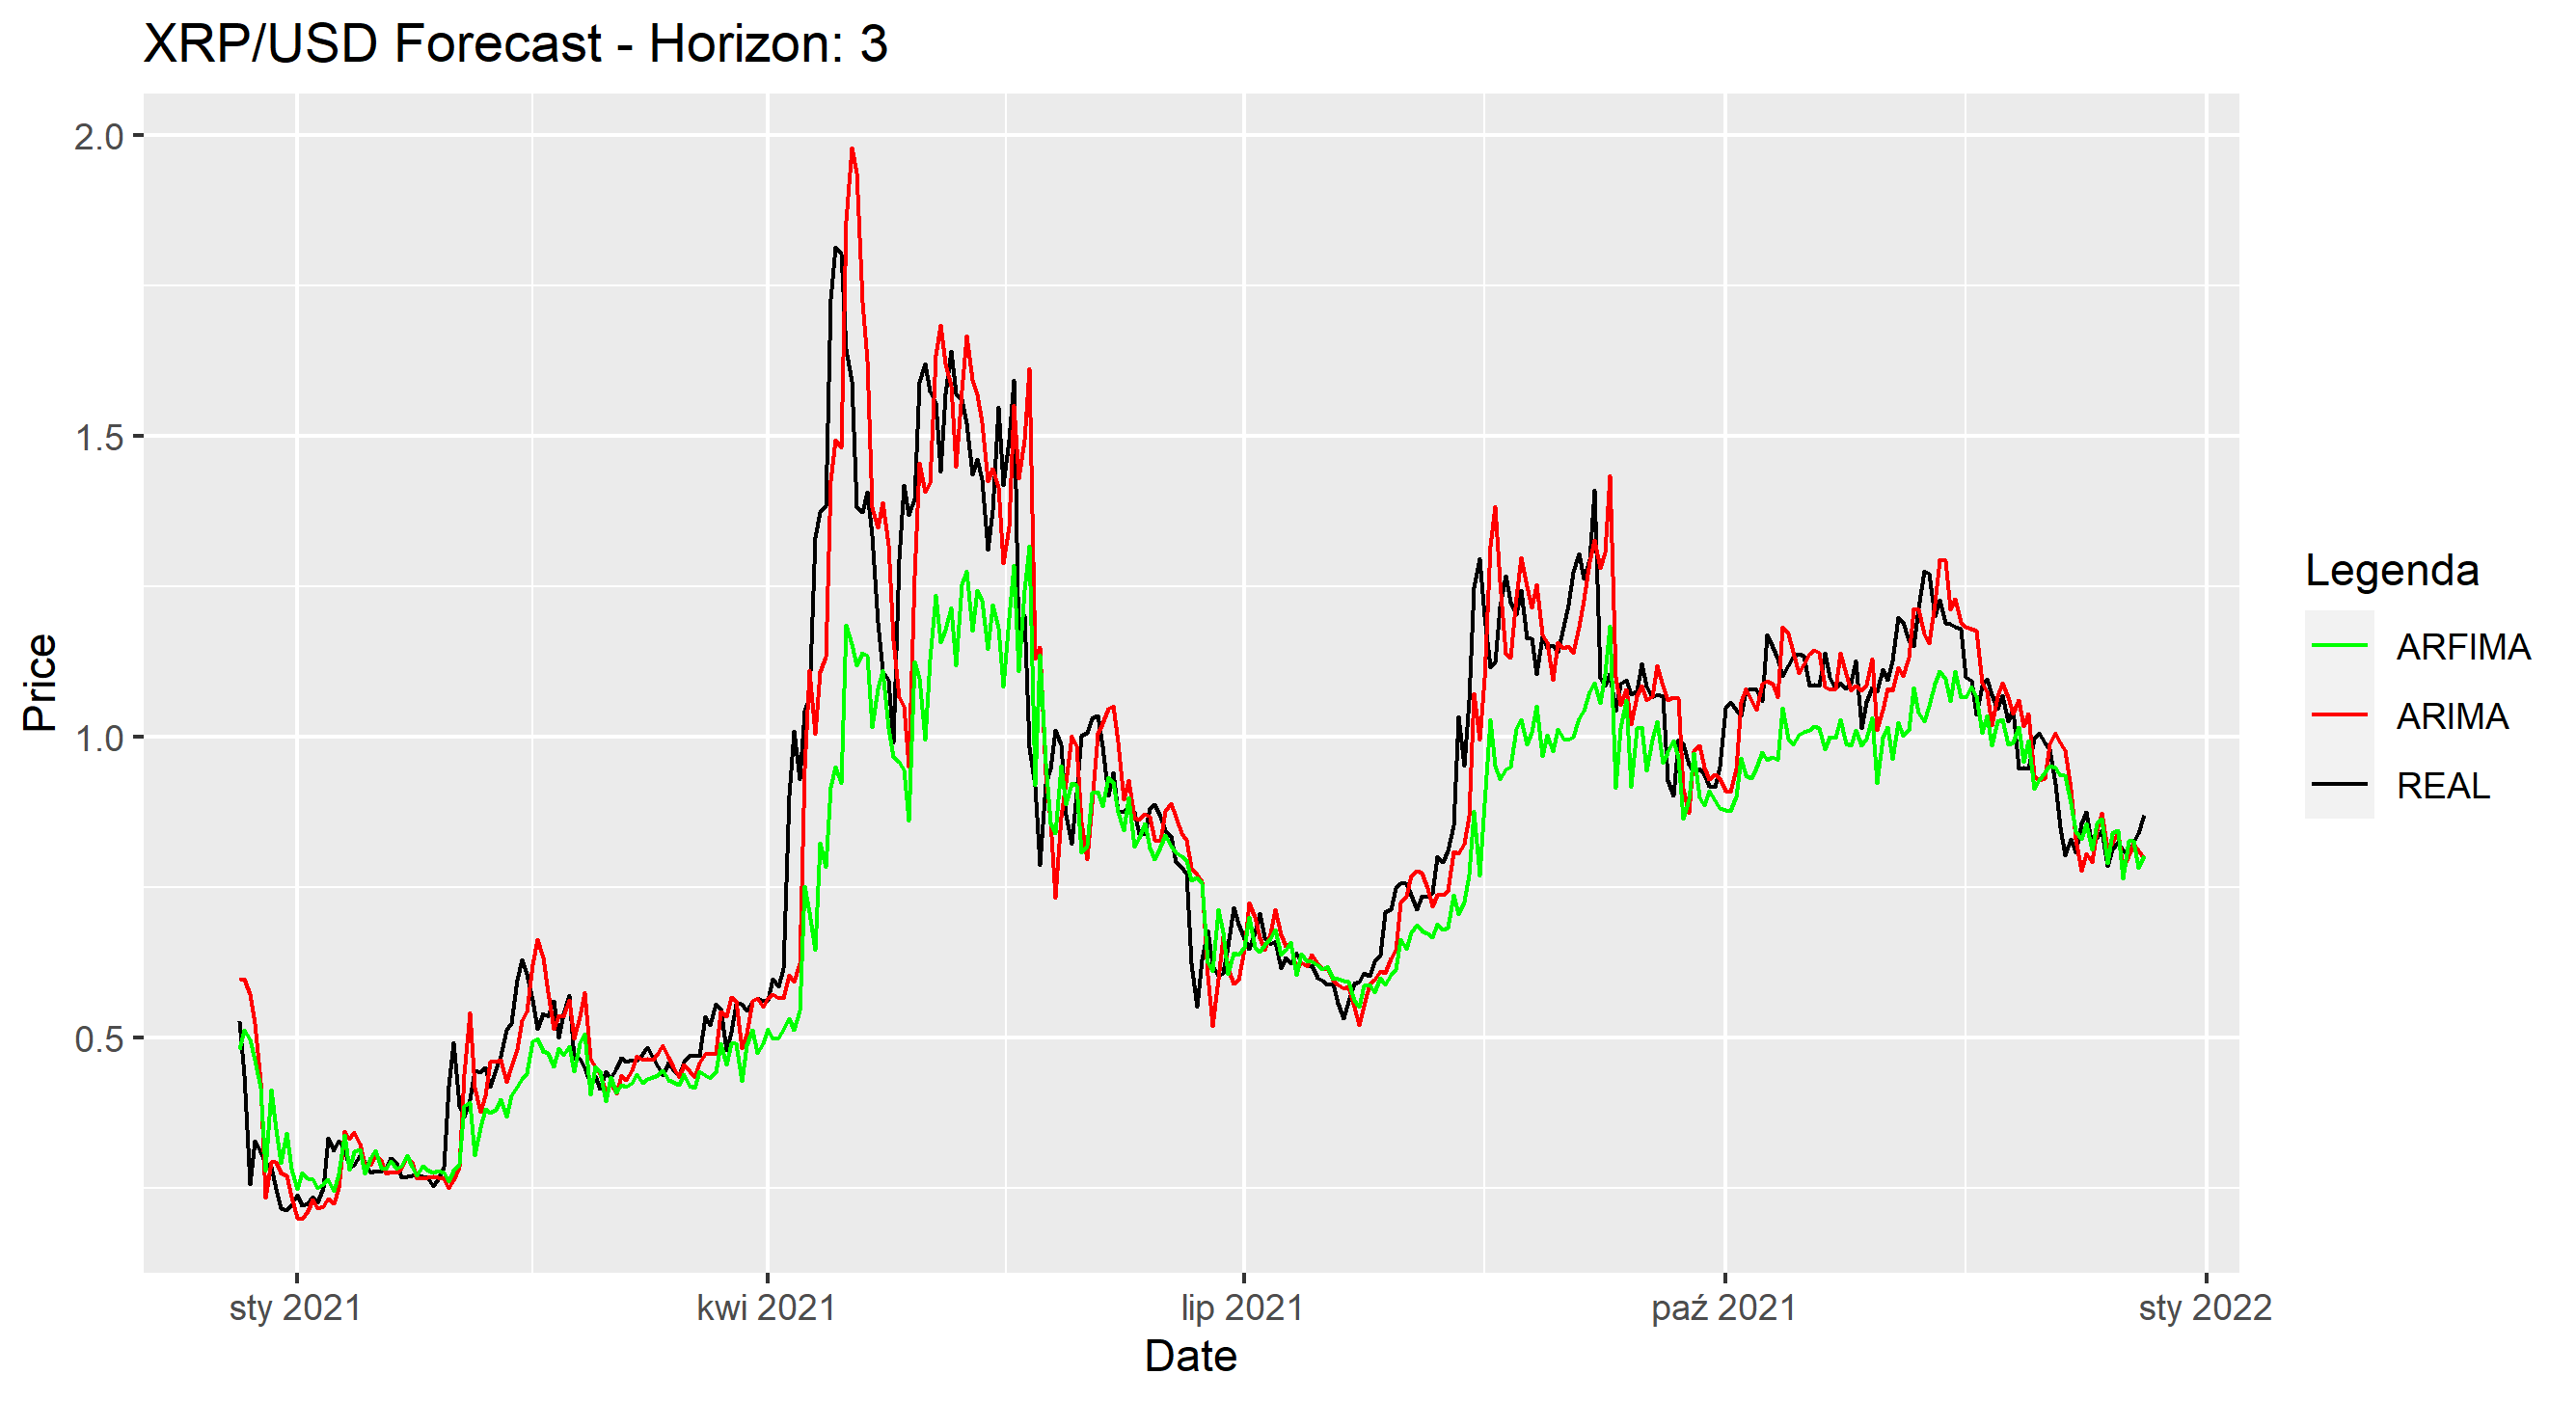 XRP/USD Forecast - Horizon: 3
2.0
1.5
1.0
0.5
Price
sty 2021
kwi 2021
lip 2021
paź 2021
sty 2022
Date
Legenda
ARFIMA
ARIMA
REAL